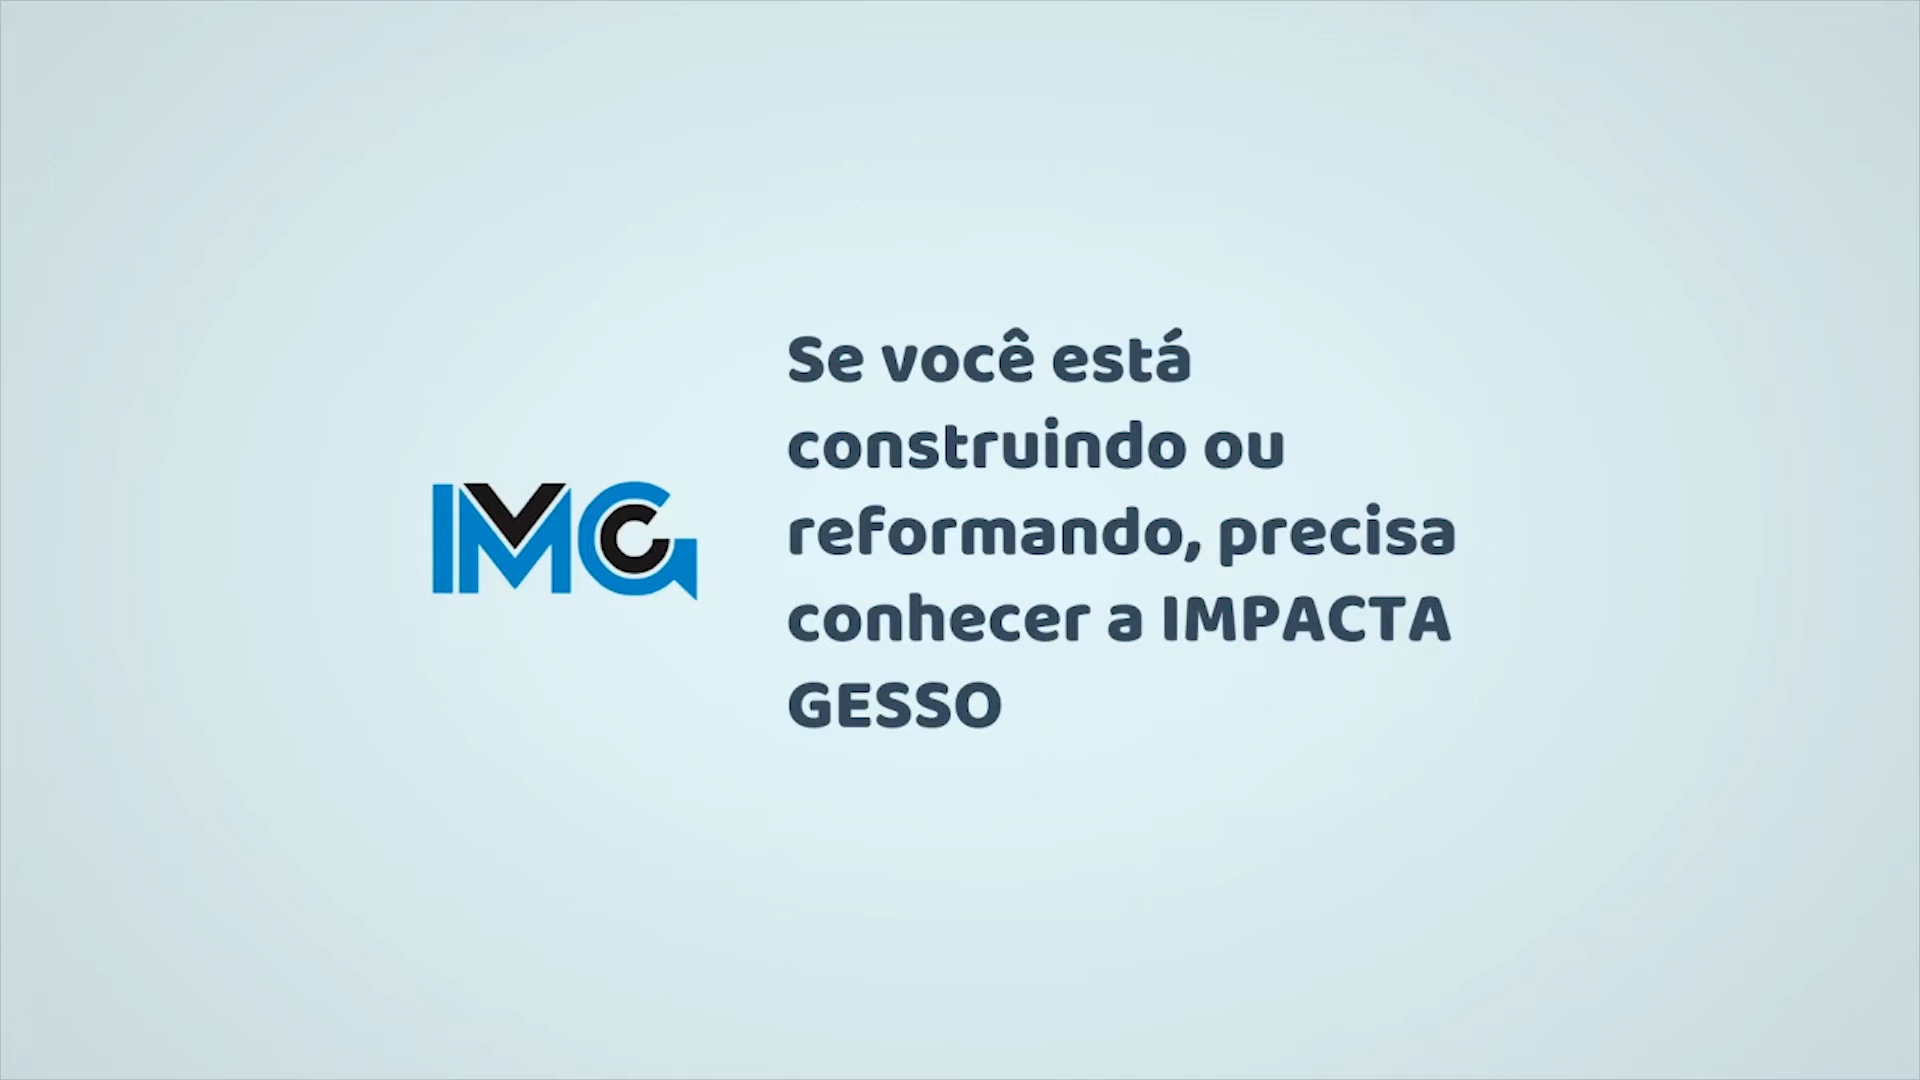 IMG
Se você está
construindo ou
reformando, precisa
conhecer a IMPACTA
GESSO